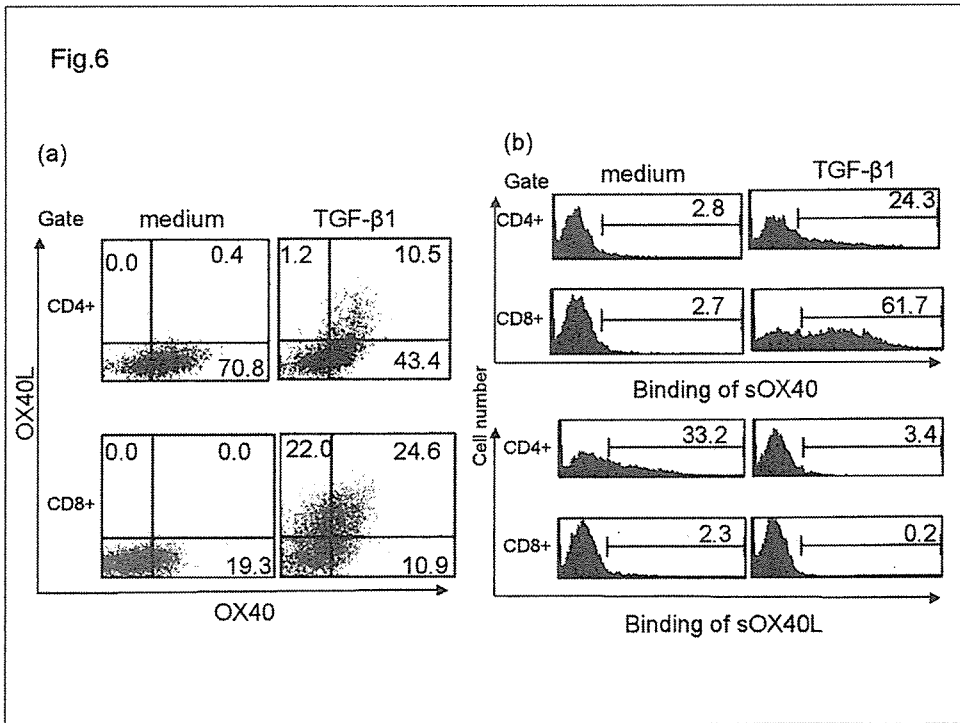 Fig.6
(a)
Gate medium TGF-β1
0.0 0.4 1.2 10.5
CD4+
70.8 43.4
0.0 0.0 22.0 24.6
CD8+
19.3 10.9
OX40L
OX40
(b)
Gate medium TGF-β1
CD4+ 2.8 24.3
CD8+ 2.7 61.7
Binding of sOX40
Cell number
CD4+ 33.2 3.4
CD8+ 2.3 0.2
Binding of sOX40L